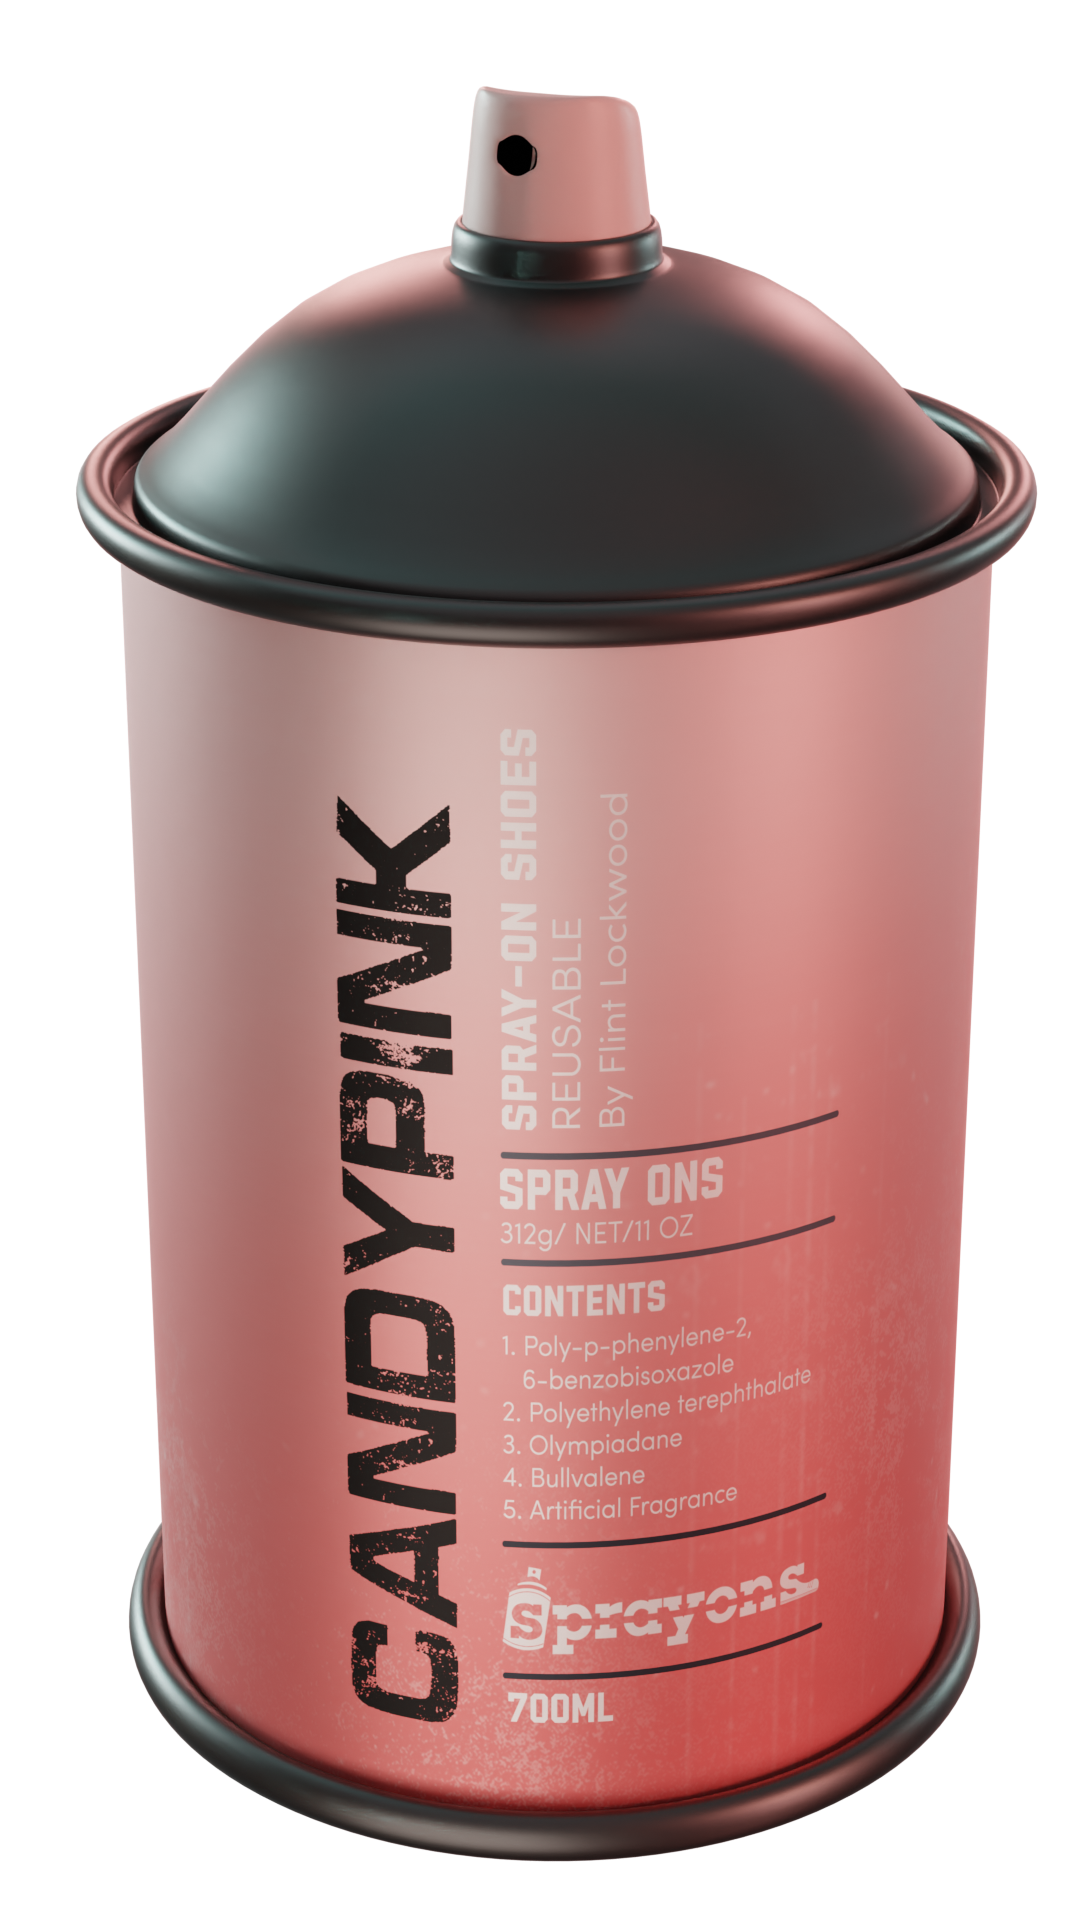 CANDYPINK
SPRAY-ON SHOES
REUSABLE
By Flint Lockwood
SPRAY ONS
312g/ NET/11 OZ
CONTENTS
1. Poly-p-phenylene-2,
6-benzobisoxazole
2. Polyethylene terephthalate
3. Olympiadane
4. Bullvalene
5. Artificial Fragrance
S
sprayons
700ML